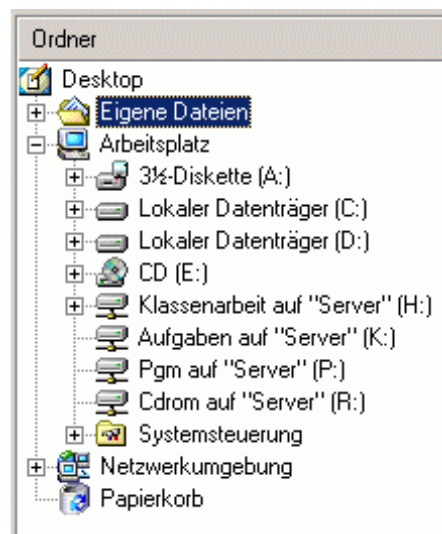 Ordner
Desktop
Eigene Dateien
Arbeitsplatz
3½-Diskette (A:)
Lokaler Datenträger (C:)
Lokaler Datenträger (D:)
CD (E:)
Klassenarbeit auf "Server" (H:)
Aufgaben auf "Server" (K:)
Pgm auf "Server" (P:)
Cdrom auf "Server" (R:)
Systemsteuerung
Netzwerkumgebung
Papierkorb